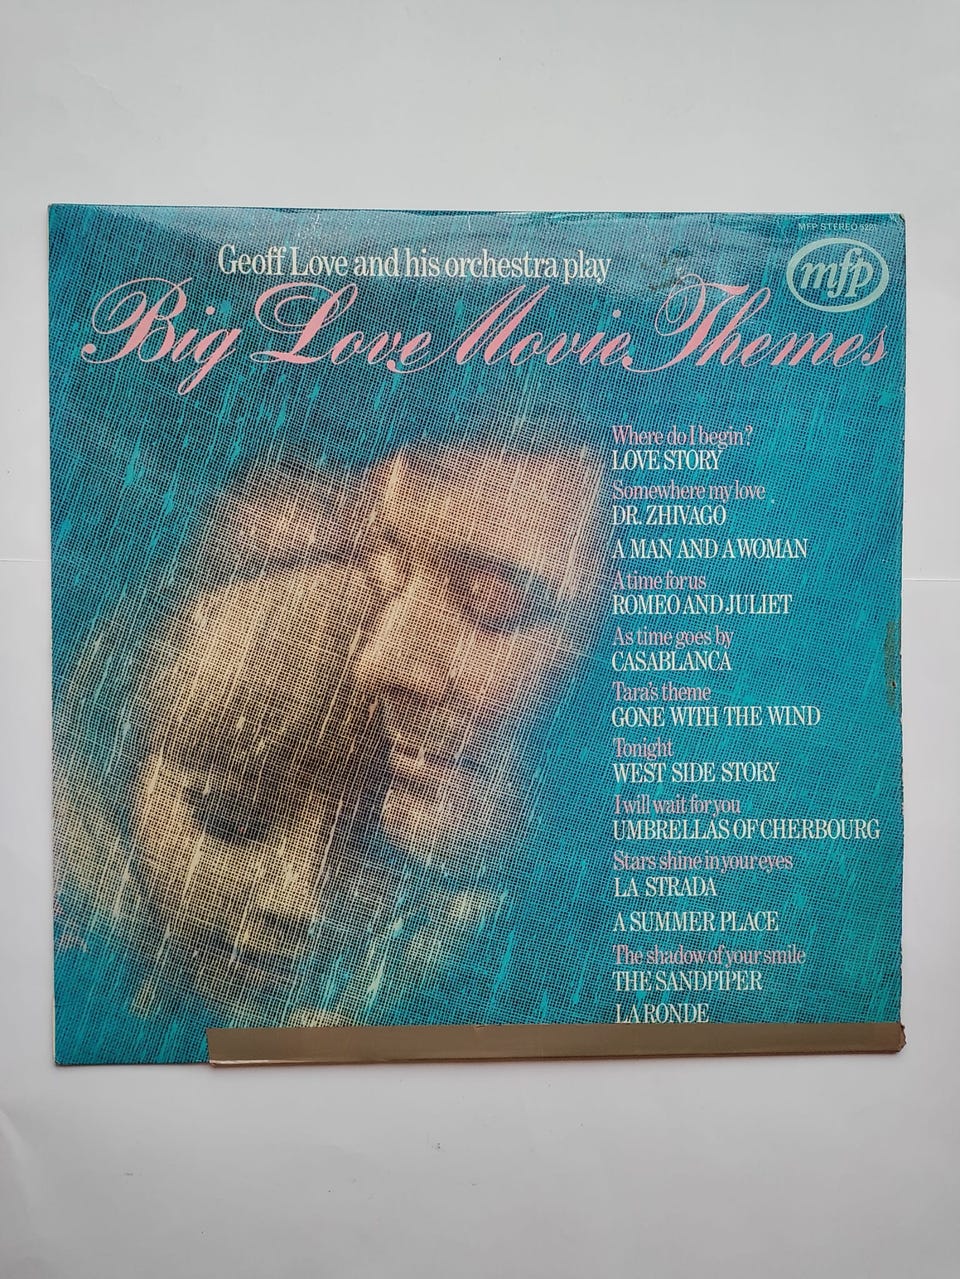 MFP STEREO
mfp
Geoff Love and his orchestra play
Big Love Movie Themes
Where do I begin?
LOVE STORY
Somewhere my love
DR. ZHIVAGO
A MAN AND A WOMAN
A time for us
ROMEO AND JULIET
As time goes by
CASABLANCA
Tara's theme
GONE WITH THE WIND
Tonight
WEST SIDE STORY
I will wait for you
UMBRELLAS OF CHERBOURG
Stars shine in your eyes
LA STRADA
A SUMMER PLACE
The shadow of your smile
THE SANDPIPER
LA RONDE